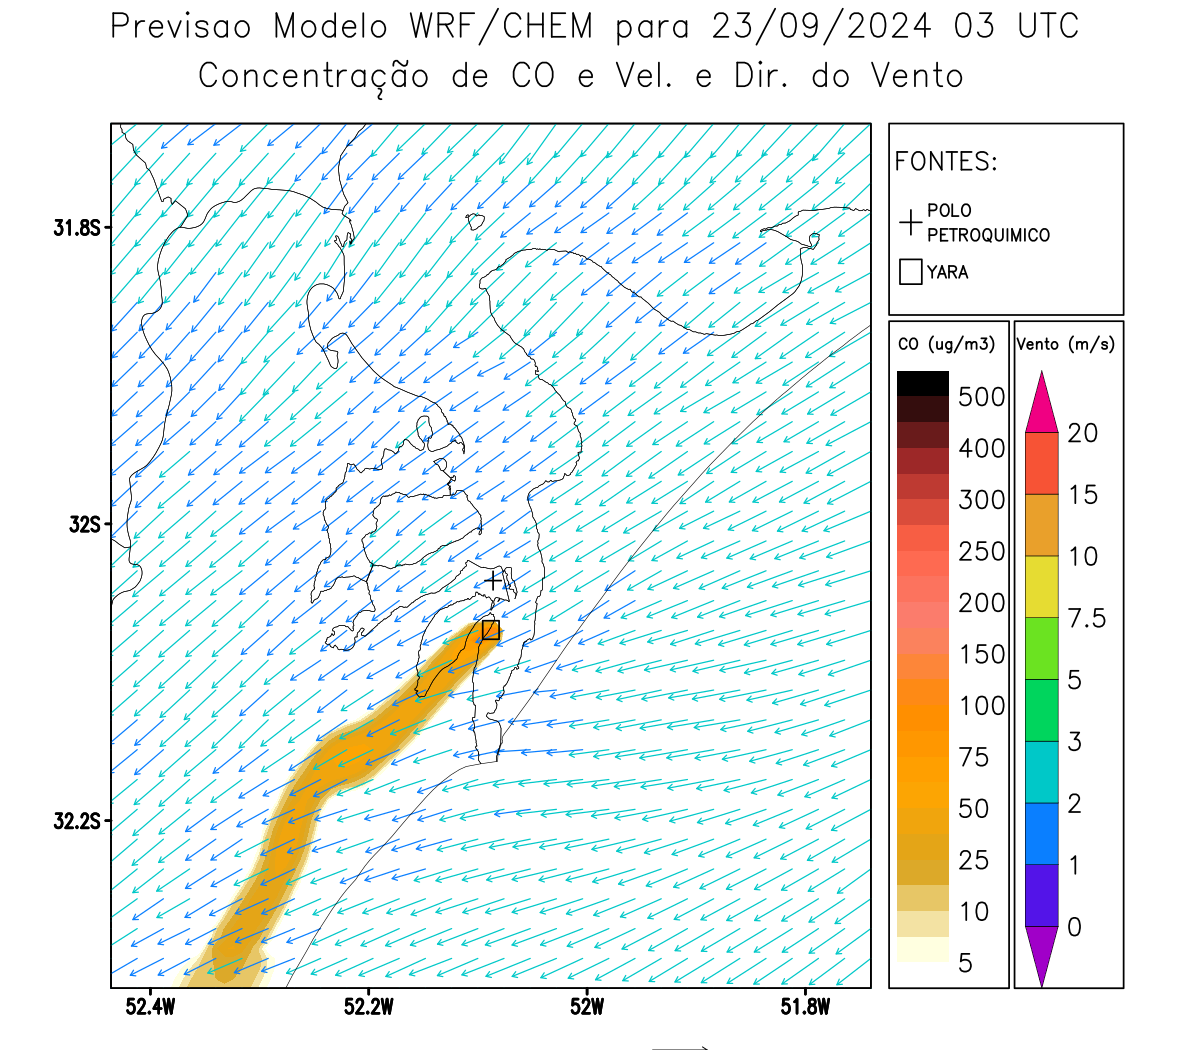 Previsao Modelo WRF/CHEM para 23/09/2024 03 UTC
Concentração de CO e Vel. e Dir. do Vento
FONTES:
POLO
PETROQUIMICO
YARA
CO (ug/m3)
500
400
300
250
200
150
100
75
50
25
10
5
Vento (m/s)
20
15
10
7.5
5
3
2
1
0
31.8S
32S
32.2S
52.4W 52.2W 52W 51.8W